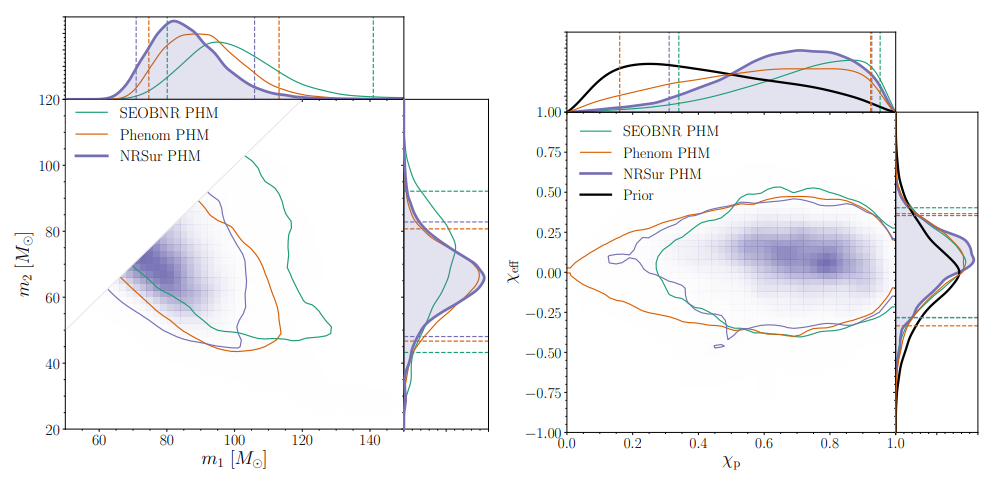 120
100
80
60
40
20
60
80
100
120
140
m₂ [M☉]
m₁ [M☉]
SEOBNR PHM
Phenom PHM
NRSur PHM
1.00
0.75
0.50
0.25
0.00
−0.25
−0.50
−0.75
−1.00
0.0
0.2
0.4
0.6
0.8
1.0
χeff
χp
SEOBNR PHM
Phenom PHM
NRSur PHM
Prior